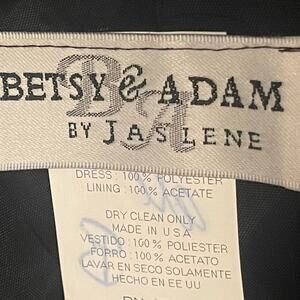 BETSY & ADAM
BY JASLENE
DRESS : 100 % POLYESTER
LINING : 100 % ACETATE
DRY CLEAN ONLY
MADE IN U S A
VESTIDO : 100 % POLIESTER
FORRO : 100 % ACETATO
LAVAR EN SECO SOLAMENTE
HECHO EN EE UU